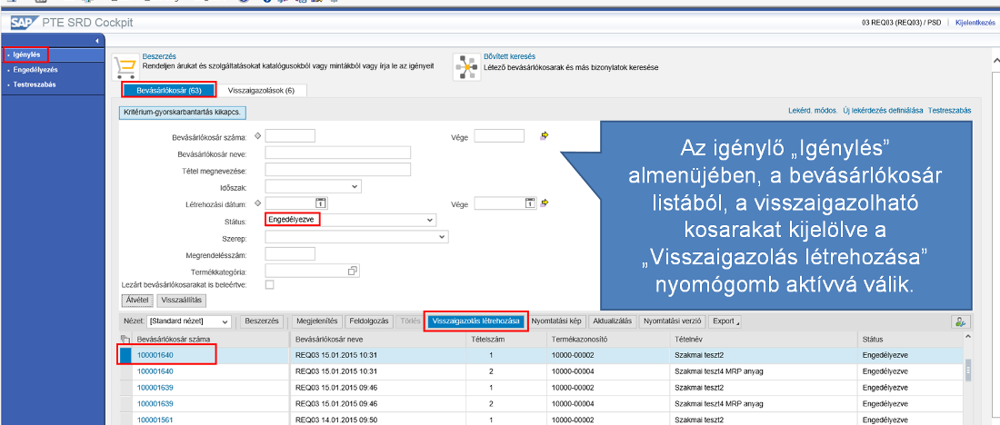 SAP PTE SRD Cockpit
03 REQ03 (REQ03) / PSD Kijelentkezés
Igénylés
Engedélyezés
Testreszabás
Beszerzés
Rendeljen árukat és szolgáltatásokat katalógusokból vagy mintákból vagy írja le az igényeit
Bővített keresés
Létező bevásárlókosarak és más bizonylatok keresése
Bevásárlókosár (63) Visszaigazolások (6)
Kritérium-gyorskarbantartás kikapcs.
Lekérd. módos. Új lekérdezés definiálása Testreszabás
Bevásárlókosár száma: Vége
Bevásárlókosár neve:
Tétel megnevezése:
Időszak:
Létrehozási dátum: Vége
Státus: Engedélyezve
Szerep:
Megrendelésszám:
Termékkategória:
Lezárt bevásárlókosarakat is beleértve:
Átvétel Visszaállítás
Az igénylő „Igénylés”
almenüjében, a bevásárlókosár
listából, a visszaigazolható
kosarakat kijelölve a
„Visszaigazolás létrehozása”
nyomógomb aktívvá válik.
Nézet: [Standard nézet] Beszerzés Megjelenítés Feldolgozás Törlés Visszaigazolás létrehozása Nyomtatási kép Aktualizálás Nyomtatási verzió Export
Bevásárlókosár száma Bevásárlókosár neve Tételszám Termékazonosító Tételnév Státus
100001640 REQ03 15.01.2015 10:31 1 10000-00002 Szakmai teszt2 Engedélyezve
100001640 REQ03 15.01.2015 10:31 2 10000-00004 Szakmai teszt4 MRP anyag Engedélyezve
100001639 REQ03 15.01.2015 09:46 1 10000-00002 Szakmai teszt2 Engedélyezve
100001639 REQ03 15.01.2015 09:46 2 10000-00004 Szakmai teszt4 MRP anyag Engedélyezve
100001561 REQ03 14.01.2015 09:50 1 10000-00002 Szakmai teszt2 Engedélyezve